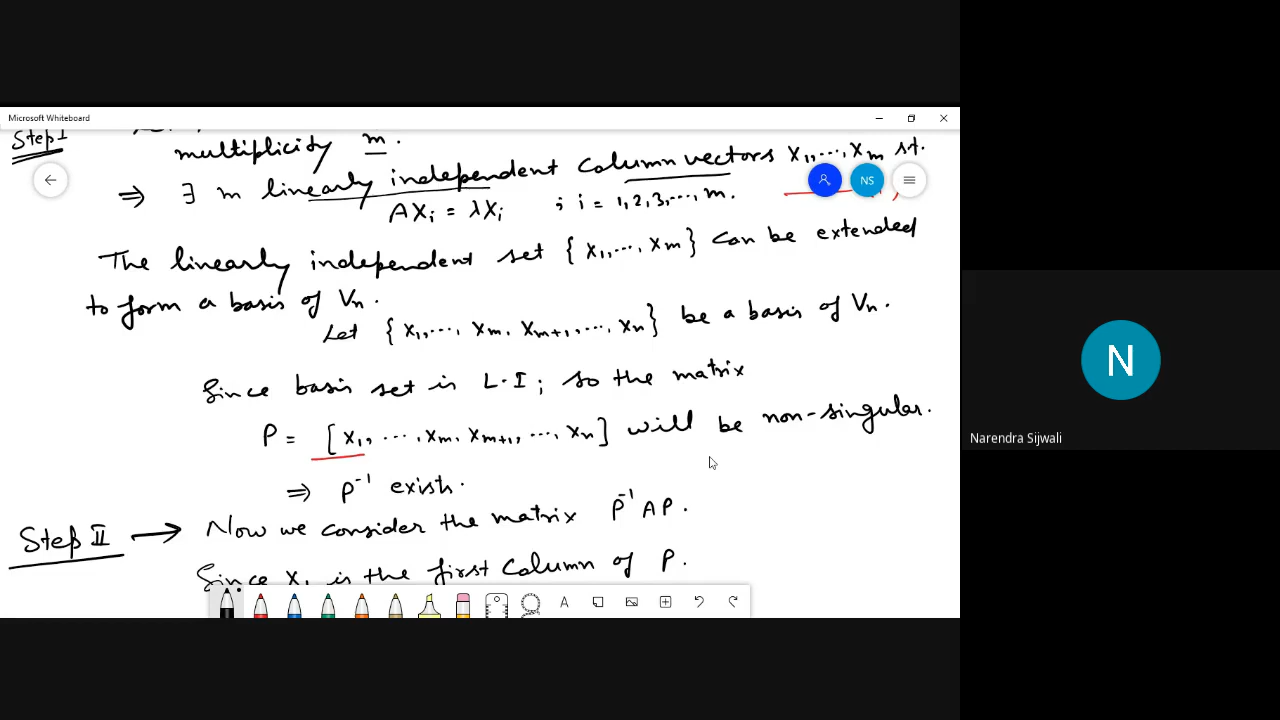 Microsoft Whiteboard
Step I
multiplicity m.
⇒ ∃ m linearly independent column vectors X1, ..., Xm st.
AXi = λXi ; i = 1,2,3,...,m.
The linearly independent set {X1, ..., Xm} can be extended
to form a basis of Vn.
Let {X1, ..., Xm, Xm+1, ..., Xn} be a basis of Vn.
Since basis set is L.I; so the matrix
P = [X1, ..., Xm, Xm+1, ..., Xn] will be non-singular.
⇒ P⁻¹ exists.
Step II → Now we consider the matrix P⁻¹AP.
Since X1 is the first column of P.
NS
A
N
Narendra Sijwali